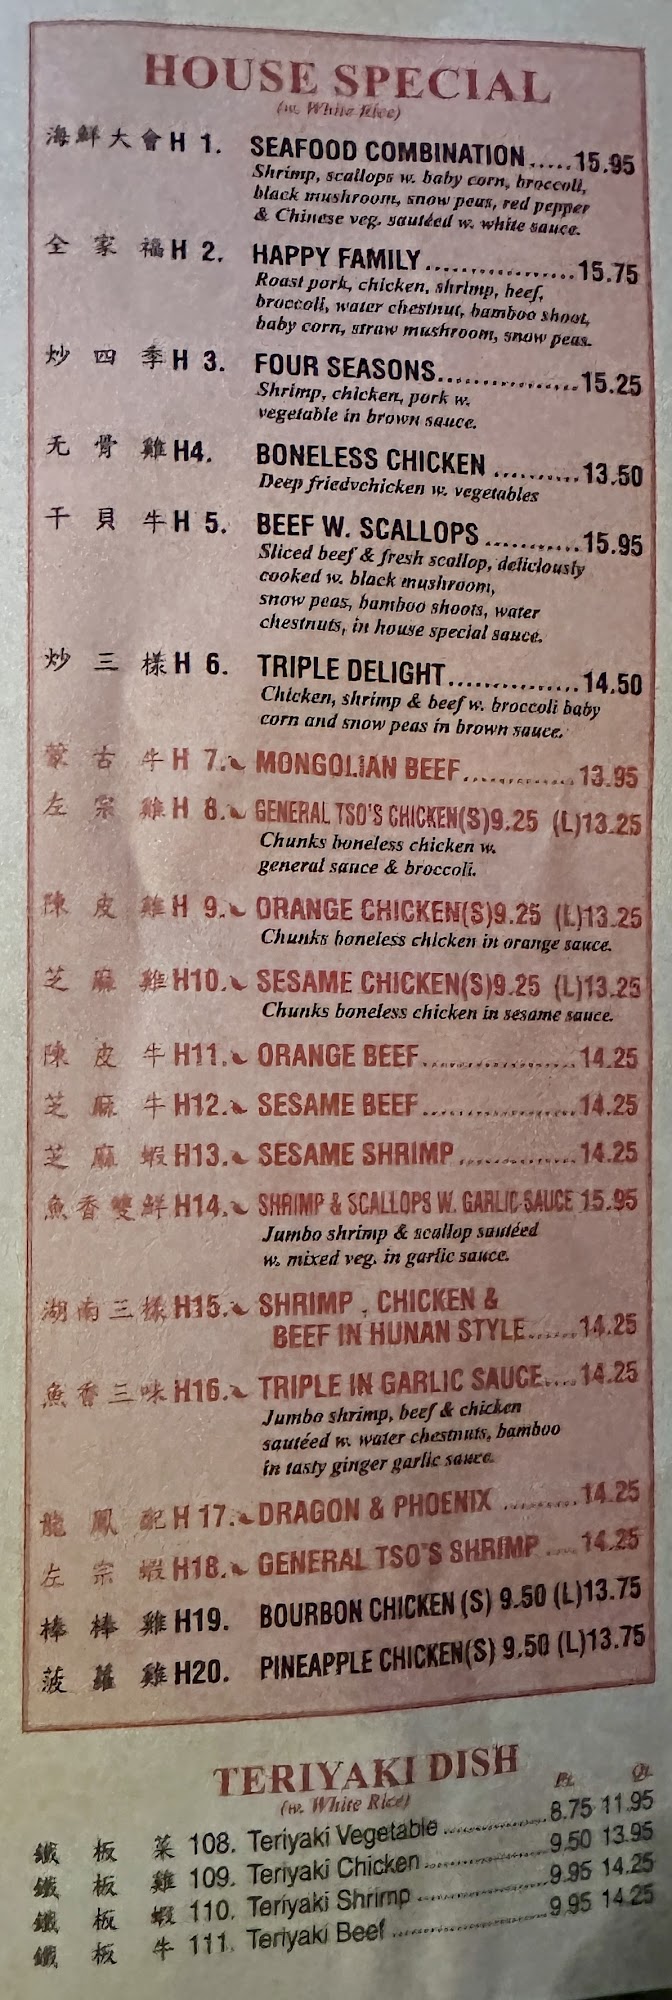 HOUSE SPECIAL
(w. White Rice)
海鮮大會 H 1. SEAFOOD COMBINATION.....15.95
Shrimp, scallops w. baby corn, broccoli,
black mushroom, snow peas, red pepper
& Chinese veg. sautéed w. white sauce.
全家福 H 2. HAPPY FAMILY..................15.75
Roast pork, chicken, shrimp, beef,
broccoli, water chestnut, bamboo shoot,
baby corn, straw mushroom, snow peas.
炒四季 H 3. FOUR SEASONS.................15.25
Shrimp, chicken, pork w.
vegetable in brown sauce.
无骨雞 H4. BONELESS CHICKEN ..........13.50
Deep friedvchicken w. vegetables
干貝牛 H 5. BEEF W. SCALLOPS ...........15.95
Sliced beef & fresh scallop, deliciously
cooked w. black mushroom,
snow peas, bamboo shoots, water
chestnuts, in house special sauce.
炒三樣 H 6. TRIPLE DELIGHT...............14.50
Chicken, shrimp & beef w. broccoli baby
corn and snow peas in brown sauce.
蒙古牛 H 7. MONGOLIAN BEEF.............13.95
左宗雞 H 8. GENERAL TSO'S CHICKEN(S)9.25 (L)13.25
Chunks boneless chicken w.
general sauce & broccoli.
陳皮雞 H 9. ORANGE CHICKEN(S)9.25 (L)13.25
Chunks boneless chicken in orange sauce.
芝麻雞 H10. SESAME CHICKEN(S)9.25 (L)13.25
Chunks boneless chicken in sesame sauce.
陳皮牛 H11. ORANGE BEEF..................14.25
芝麻牛 H12. SESAME BEEF..................14.25
芝麻蝦 H13. SESAME SHRIMP..............14.25
魚香雙鮮 H14. SHRIMP & SCALLOPS W. GARLIC SAUCE 15.95
Jumbo shrimp & scallop sautéed
w. mixed veg. in garlic sauce.
湖南三樣 H15. SHRIMP , CHICKEN &
BEEF IN HUNAN STYLE......14.25
魚香三味 H16. TRIPLE IN GARLIC SAUCE....14.25
Jumbo shrimp, beef & chicken
sautéed w. water chestnuts, bamboo
in tasty ginger garlic sauce.
龍鳳配 H 17. DRAGON & PHOENIX .........14.25
左宗蝦 H18. GENERAL TSO'S SHRIMP ....14.25
棒棒雞 H19. BOURBON CHICKEN (S) 9.50 (L)13.75
菠蘿雞 H20. PINEAPPLE CHICKEN(S) 9.50 (L)13.75
TERIYAKI DISH
(w. White Rice)
Pt. Qt.
鐵板菜 108. Teriyaki Vegetable ..................8.75 11.95
鐵板雞 109. Teriyaki Chicken.....................9.50 13.95
鐵板蝦 110. Teriyaki Shrimp ......................9.95 14.25
鐵板牛 111. Teriyaki Beef ..........................9.95 14.25